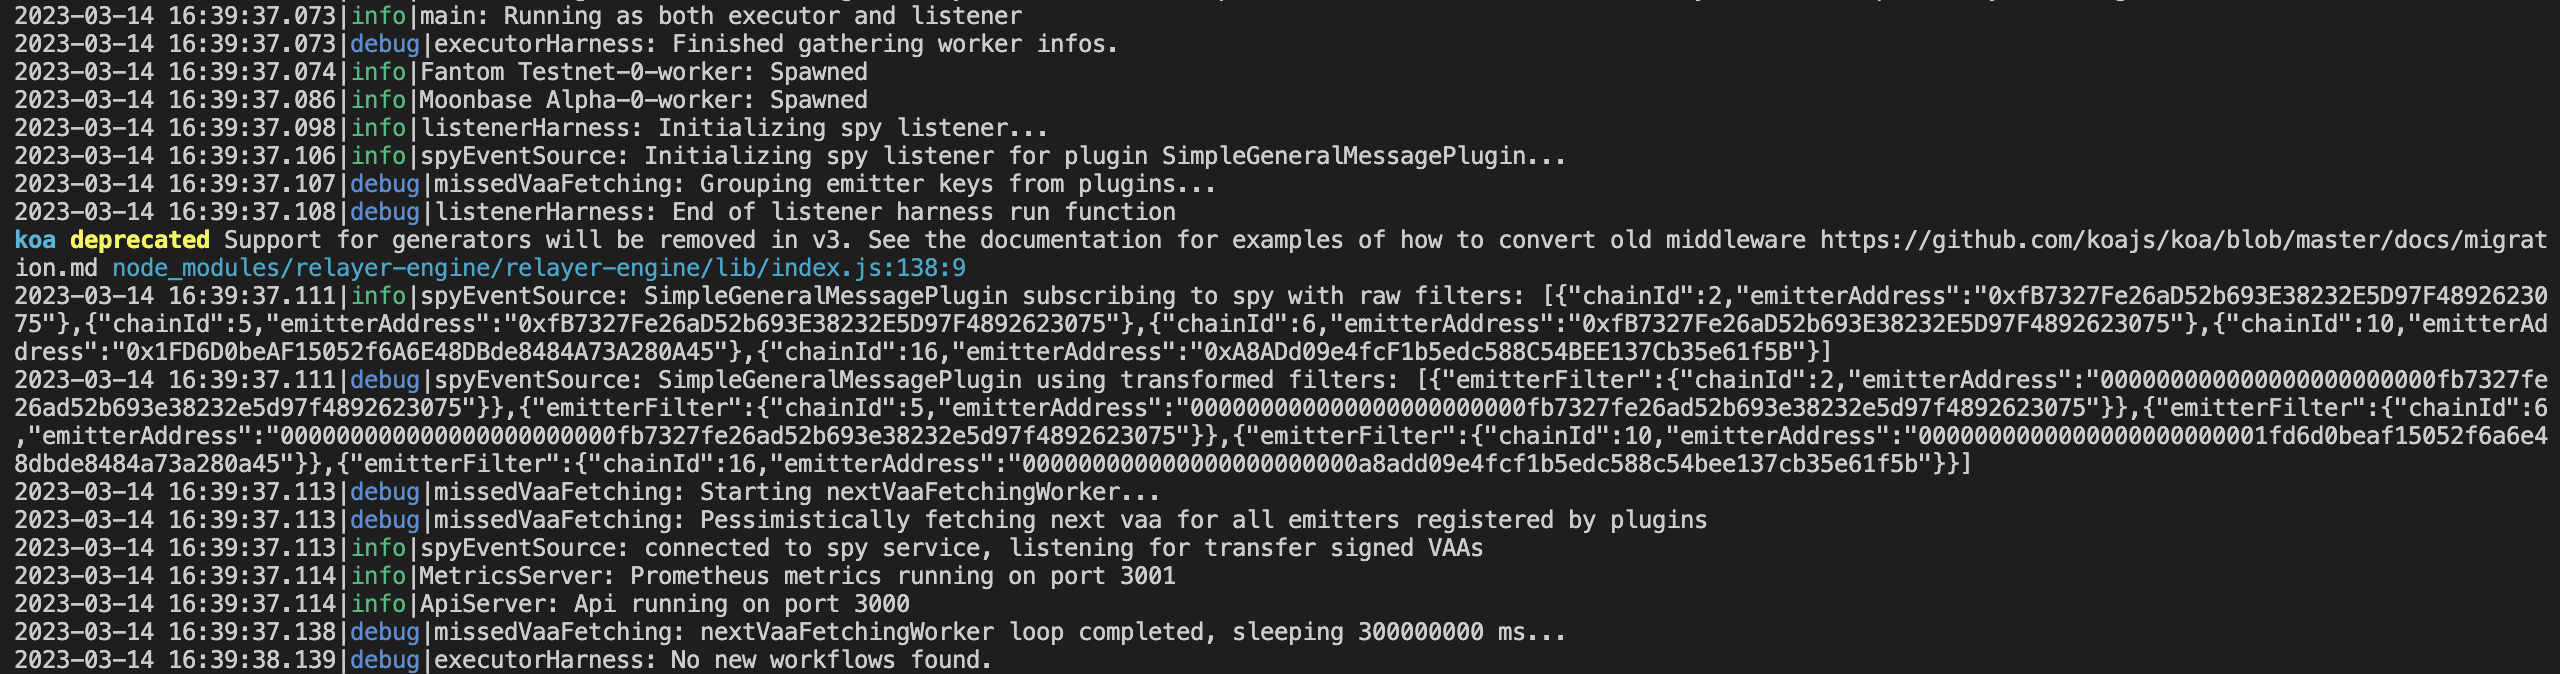 2023-03-14 16:39:37.073|info|main: Running as both executor and listener
2023-03-14 16:39:37.073|debug|executorHarness: Finished gathering worker infos.
2023-03-14 16:39:37.074|info|Fantom Testnet-0-worker: Spawned
2023-03-14 16:39:37.086|info|Moonbase Alpha-0-worker: Spawned
2023-03-14 16:39:37.098|info|listenerHarness: Initializing spy listener...
2023-03-14 16:39:37.106|info|spyEventSource: Initializing spy listener for plugin SimpleGeneralMessagePlugin...
2023-03-14 16:39:37.107|debug|missedVaaFetching: Grouping emitter keys from plugins...
2023-03-14 16:39:37.108|debug|listenerHarness: End of listener harness run function
koa deprecated Support for generators will be removed in v3. See the documentation for examples of how to convert old middleware https://github.com/koajs/koa/blob/master/docs/migrat
ion.md node_modules/relayer-engine/relayer-engine/lib/index.js:138:9
2023-03-14 16:39:37.111|info|spyEventSource: SimpleGeneralMessagePlugin subscribing to spy with raw filters: [{"chainId":2,"emitterAddress":"0xfB7327Fe26aD52b693E38232E5D97F48926230
75"},{"chainId":5,"emitterAddress":"0xfB7327Fe26aD52b693E38232E5D97F4892623075"},{"chainId":6,"emitterAddress":"0xfB7327Fe26aD52b693E38232E5D97F4892623075"},{"chainId":10,"emitterAd
dress":"0x1FD6D0beAF15052f6A6E48DBde8484A73A280A45"},{"chainId":16,"emitterAddress":"0xA8ADd09e4fcF1b5edc588C54BEE137Cb35e61f5B"}]
2023-03-14 16:39:37.111|debug|spyEventSource: SimpleGeneralMessagePlugin using transformed filters: [{"emitterFilter":{"chainId":2,"emitterAddress":"000000000000000000000000fb7327fe
26ad52b693e38232e5d97f4892623075"}},{"emitterFilter":{"chainId":5,"emitterAddress":"000000000000000000000000fb7327fe26ad52b693e38232e5d97f4892623075"}},{"emitterFilter":{"chainId":6
,"emitterAddress":"000000000000000000000000fb7327fe26ad52b693e38232e5d97f4892623075"}},{"emitterFilter":{"chainId":10,"emitterAddress":"0000000000000000000000001fd6d0beaf15052f6a6e4
8dbde8484a73a280a45"}},{"emitterFilter":{"chainId":16,"emitterAddress":"000000000000000000000000a8add09e4fcf1b5edc588c54bee137cb35e61f5b"}}]
2023-03-14 16:39:37.113|debug|missedVaaFetching: Starting nextVaaFetchingWorker...
2023-03-14 16:39:37.113|debug|missedVaaFetching: Pessimistically fetching next vaa for all emitters registered by plugins
2023-03-14 16:39:37.113|info|spyEventSource: connected to spy service, listening for transfer signed VAAs
2023-03-14 16:39:37.114|info|MetricsServer: Prometheus metrics running on port 3001
2023-03-14 16:39:37.114|info|ApiServer: Api running on port 3000
2023-03-14 16:39:37.138|debug|missedVaaFetching: nextVaaFetchingWorker loop completed, sleeping 300000000 ms...
2023-03-14 16:39:38.139|debug|executorHarness: No new workflows found.